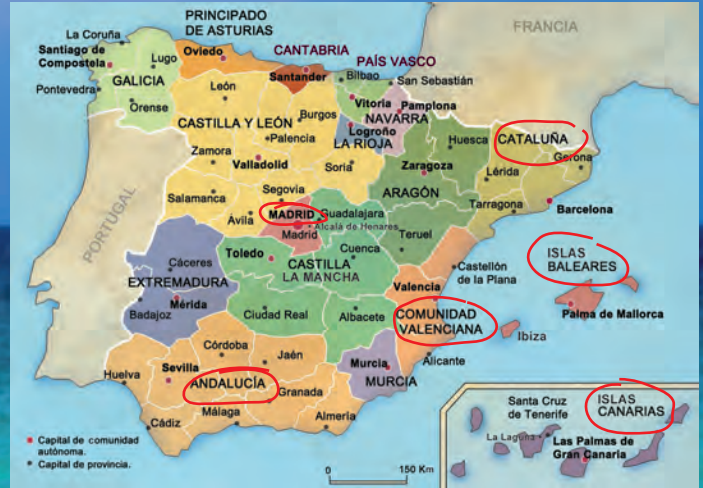 PRINCIPADO
DE ASTURIAS
La Coruña
Santiago de
Compostela
Lugo
Oviedo
CANTABRIA
Santander
PAÍS VASCO
Bilbao
San Sebastián
FRANCIA
GALICIA
Pontevedra
Orense
León
Burgos
Vitoria
Pamplona
NAVARRA
CASTILLA Y LEÓN
Palencia
Logroño
LA RIOJA
Huesca
CATALUÑA
Gerona
Zamora
Valladolid
Soria
Zaragoza
Lérida
ARAGÓN
Salamanca
Segovia
Tarragona
Barcelona
Ávila
MADRID
Guadalajara
Madrid
Alcalá de Henares
Teruel
PORTUGAL
Cáceres
Toledo
Cuenca
CASTILLA
LA MANCHA
Castellón
de la Plana
ISLAS
BALEARES
EXTREMADURA
Valencia
Mérida
Badajoz
Ciudad Real
Albacete
COMUNIDAD
VALENCIANA
Palma de Mallorca
Ibiza
Córdoba
Jaén
Sevilla
Murcia
Alicante
Huelva
ANDALUCÍA
Granada
MURCIA
Málaga
Almeria
Cádiz
Santa Cruz
de Tenerife
ISLAS
CANARIAS
La Laguna
Las Palmas de
Gran Canaria
Capital de comunidad
autónoma.
Capital de provincia.
0 150 Km